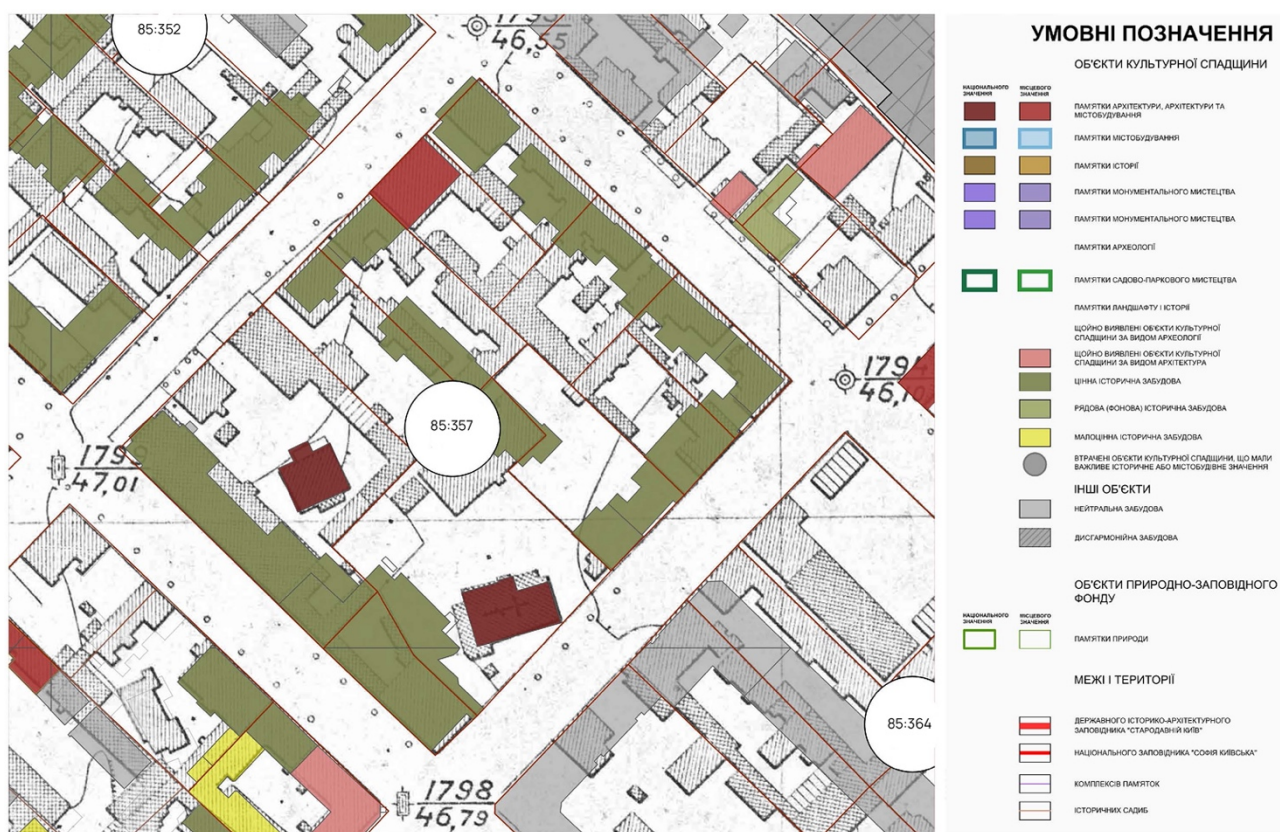 85:352
46,55
85:357
1794
46,10
1799
47,01
85:364
1798
46,79
УМОВНІ ПОЗНАЧЕННЯ
ОБ'ЄКТИ КУЛЬТУРНОЇ СПАДЩИНИ
НАЦІОНАЛЬНОГО ЗНАЧЕННЯ
МІСЦЕВОГО ЗНАЧЕННЯ
ПАМ'ЯТКИ АРХІТЕКТУРИ, АРХІТЕКТУРИ ТА
МІСТОБУДУВАННЯ
ПАМ'ЯТКИ МІСТОБУДУВАННЯ
ПАМ'ЯТКИ ІСТОРІЇ
ПАМ'ЯТКИ МОНУМЕНТАЛЬНОГО МИСТЕЦТВА
ПАМ'ЯТКИ МОНУМЕНТАЛЬНОГО МИСТЕЦТВА
ПАМ'ЯТКИ АРХЕОЛОГІЇ
ПАМ'ЯТКИ САДОВО-ПАРКОВОГО МИСТЕЦТВА
ПАМ'ЯТКИ ЛАНДШАФТУ І ІСТОРІЇ
ЩОЙНО ВИЯВЛЕНІ ОБ'ЄКТИ КУЛЬТУРНОЇ
СПАДЩИНИ ЗА ВИДОМ АРХЕОЛОГІЇ
ЩОЙНО ВИЯВЛЕНІ ОБ'ЄКТИ КУЛЬТУРНОЇ
СПАДЩИНИ ЗА ВИДОМ АРХІТЕКТУРА
ЦІННА ІСТОРИЧНА ЗАБУДОВА
РЯДОВА (ФОНОВА) ІСТОРИЧНА ЗАБУДОВА
МАЛОЦІННА ІСТОРИЧНА ЗАБУДОВА
ВТРАЧЕНІ ОБ'ЄКТИ КУЛЬТУРНОЇ СПАДЩИНИ, ЩО МАЛИ
ВАЖЛИВЕ ІСТОРИЧНЕ АБО МІСТОБУДІВНЕ ЗНАЧЕННЯ
ІНШІ ОБ'ЄКТИ
НЕЙТРАЛЬНА ЗАБУДОВА
ДИСГАРМОНІЙНА ЗАБУДОВА
ОБ'ЄКТИ ПРИРОДНО-ЗАПОВІДНОГО
ФОНДУ
НАЦІОНАЛЬНОГО ЗНАЧЕННЯ
МІСЦЕВОГО ЗНАЧЕННЯ
ПАМ'ЯТКИ ПРИРОДИ
МЕЖІ І ТЕРИТОРІЇ
ДЕРЖАВНОГО ІСТОРИКО-АРХІТЕКТУРНОГО
ЗАПОВІДНИКА "СТАРОДАВНІЙ КИЇВ"
НАЦІОНАЛЬНОГО ЗАПОВІДНИКА "СОФІЯ КИЇВСЬКА"
КОМПЛЕКСІВ ПАМ'ЯТОК
ІСТОРИЧНИХ САДИБ